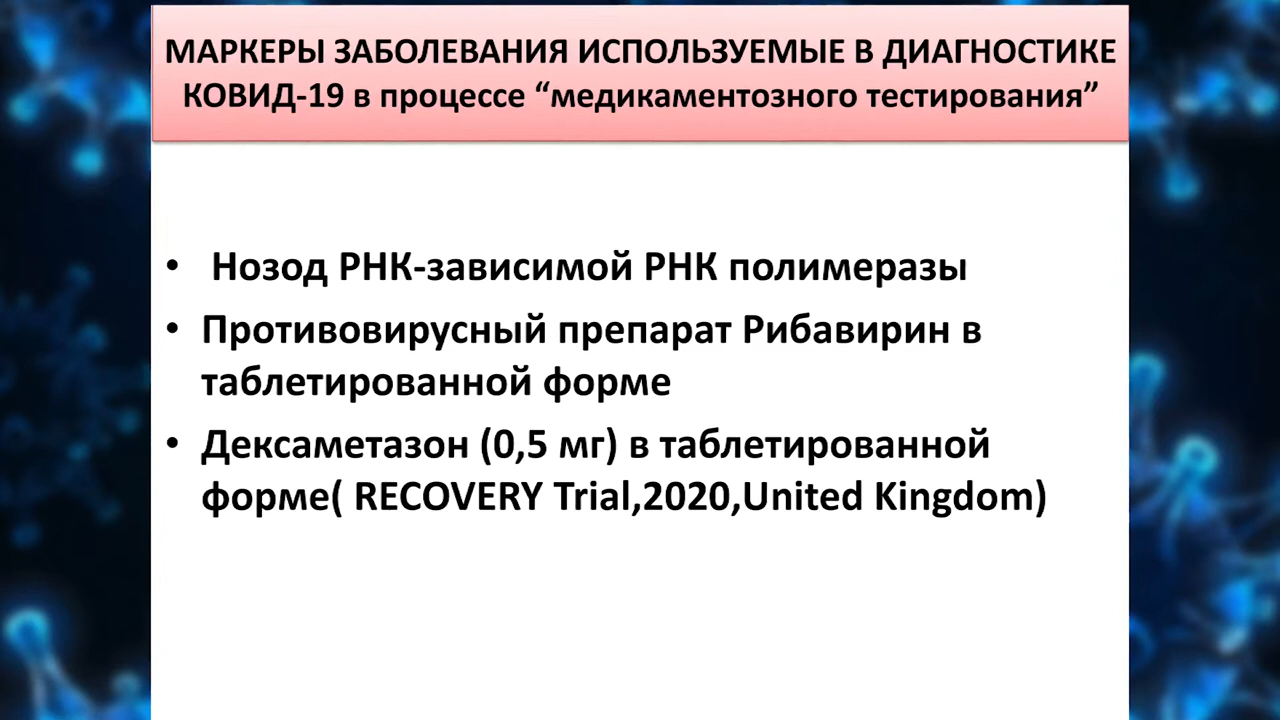 МАРКЕРЫ ЗАБОЛЕВАНИЯ ИСПОЛЬЗУЕМЫЕ В ДИАГНОСТИКЕ
КОВИД-19 в процессе “медикаментозного тестирования”
• Нозод РНК-зависимой РНК полимеразы
• Противовирусный препарат Рибавирин в
таблетированной форме
• Дексаметазон (0,5 мг) в таблетированной
форме( RECOVERY Trial,2020,United Kingdom)